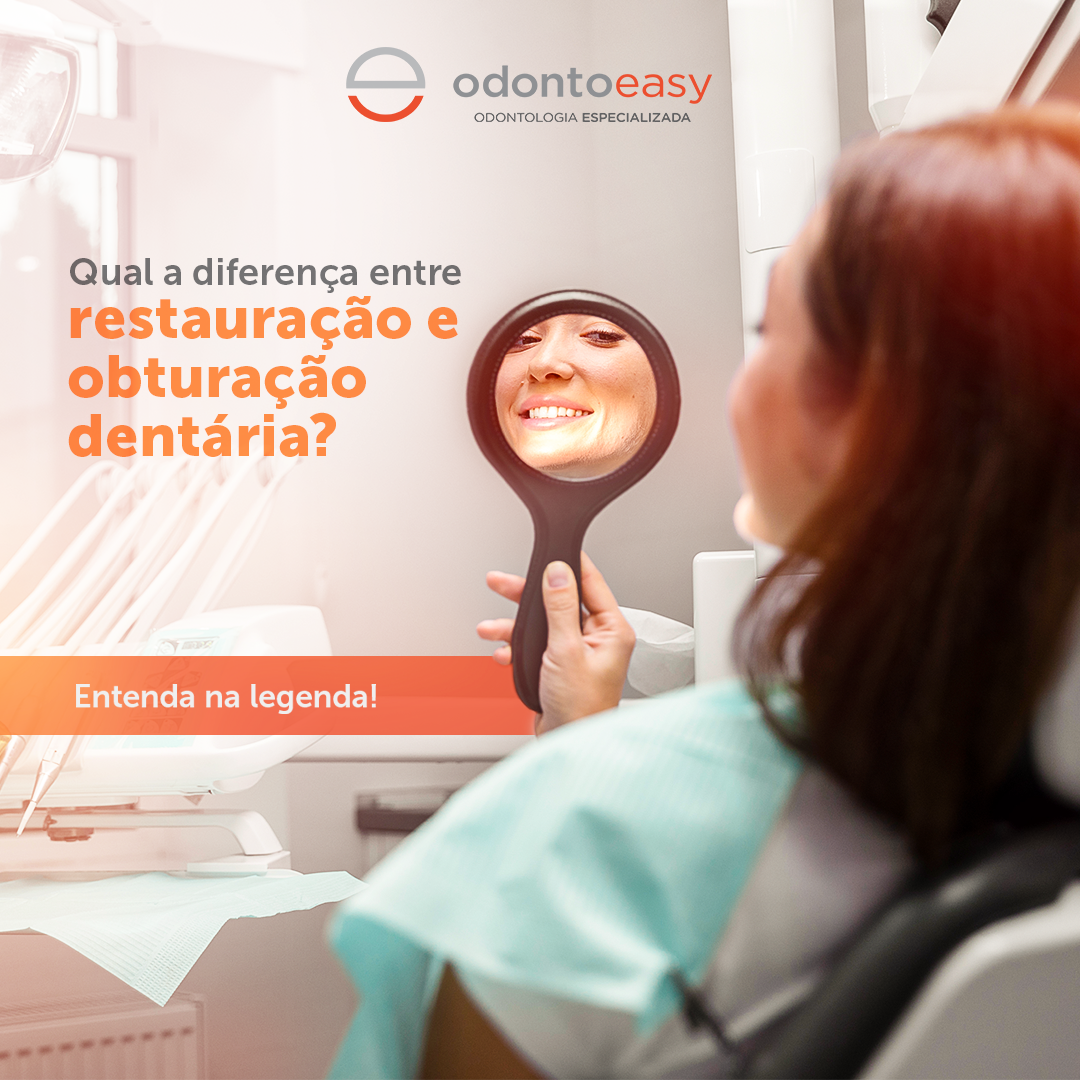 odontoeasy
ODONTOLOGIA ESPECIALIZADA
Qual a diferença entre
restauração e
obturação
dentária?
Entenda na legenda!